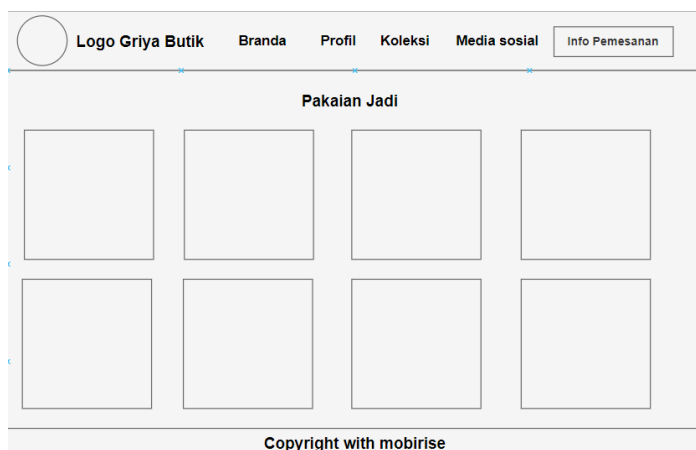 Logo Griya Butik Branda Profil Koleksi Media sosial Info Pemesanan
Pakaian Jadi
Copyright with mobirise